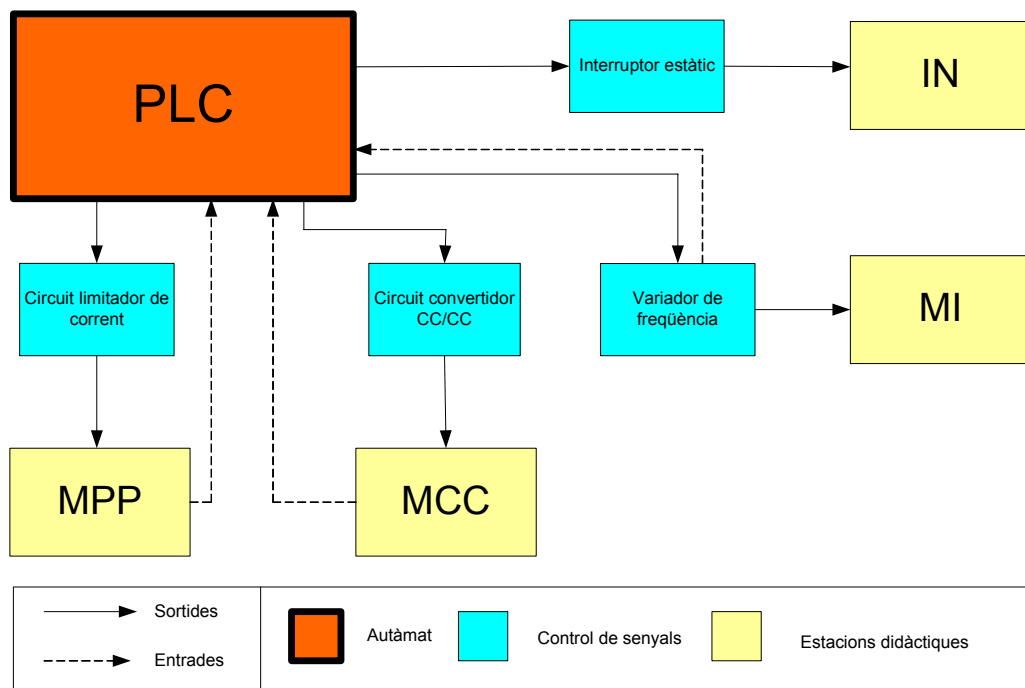 PLC
Interruptor estàtic
IN
Circuit limitador de
corrent
Circuit convertidor
CC/CC
Variador de
freqüència
MI
MPP
MCC
Sortides
Entrades
Autàmat
Control de senyals
Estacions didàctiques